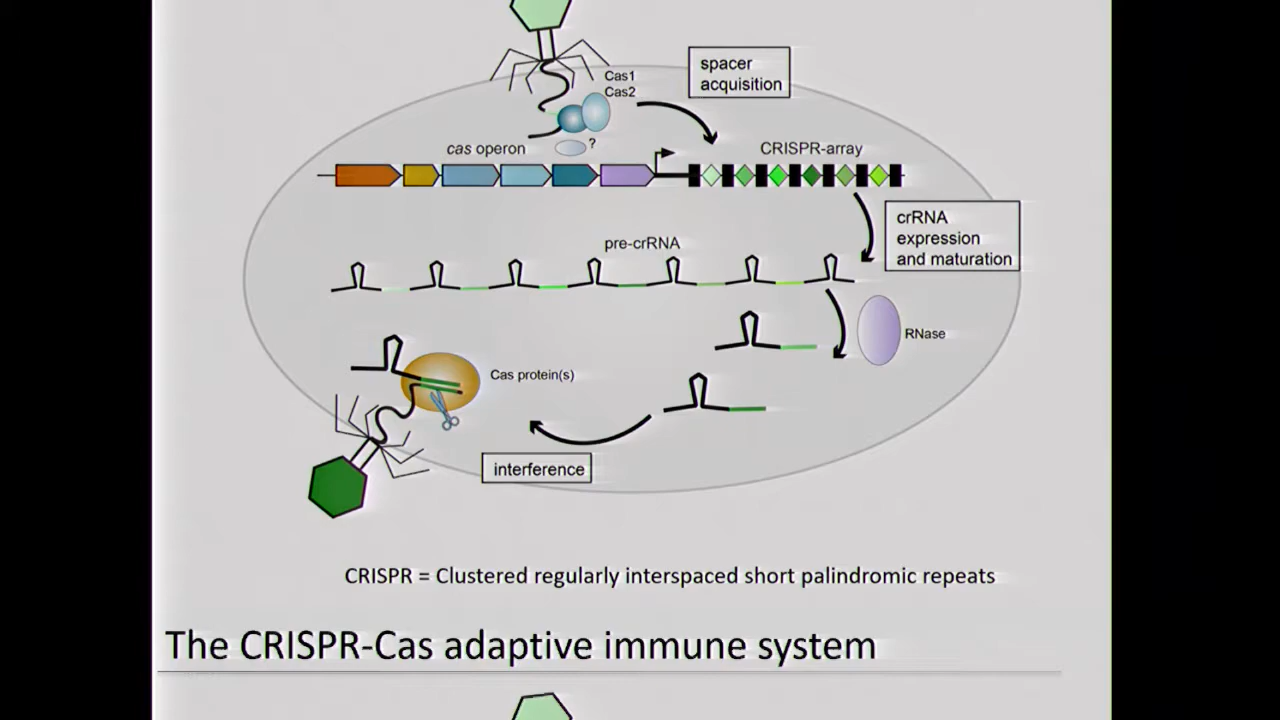 Cas1
Cas2
spacer
acquisition
cas operon
?
CRISPR-array
crRNA
expression
and maturation
pre-crRNA
RNase
Cas protein(s)
interference
CRISPR = Clustered regularly interspaced short palindromic repeats
The CRISPR-Cas adaptive immune system